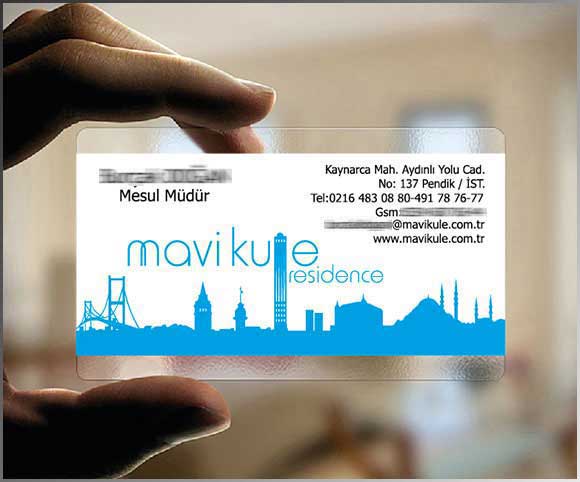 Mesul Müdür
Kaynarca Mah. Aydınlı Yolu Cad.
No: 137 Pendik / İST.
Tel:0216 483 08 80-491 78 76-77
Gsm:
@mavikule.com.tr
www.mavikule.com.tr
mavi kule
residence